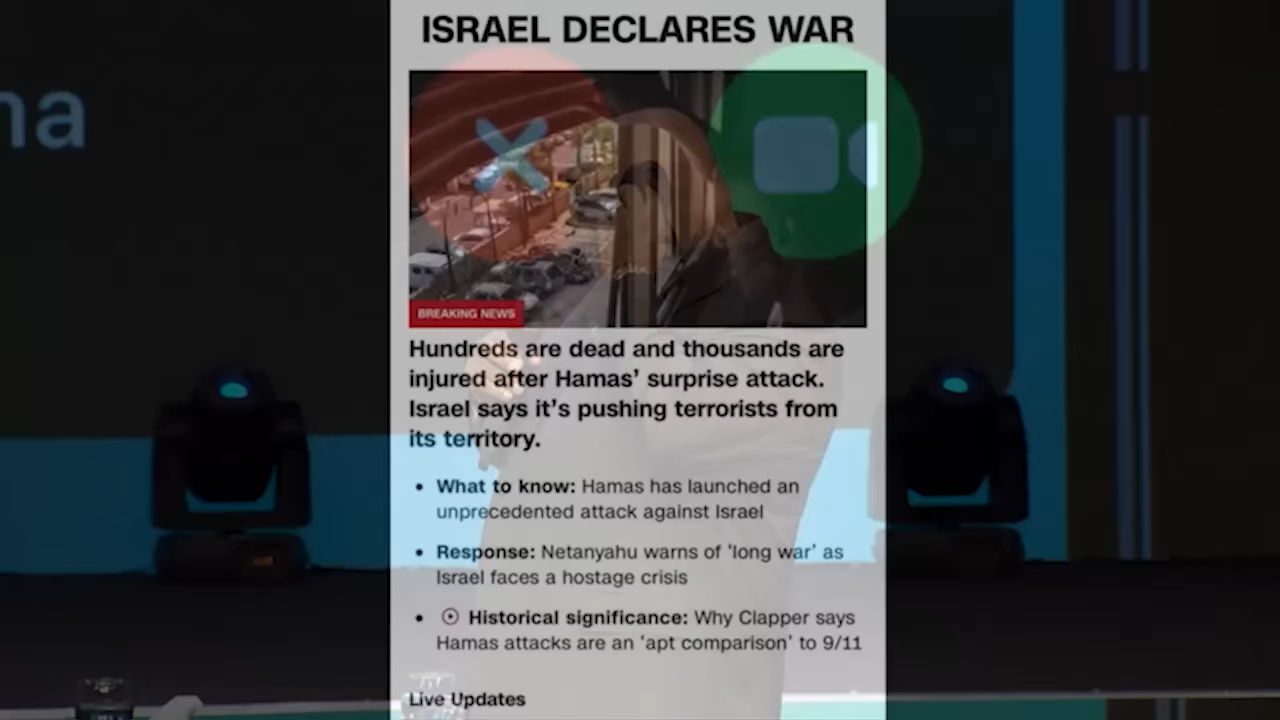 ISRAEL DECLARES WAR
na
BREAKING NEWS
Hundreds are dead and thousands are
injured after Hamas’ surprise attack.
Israel says it’s pushing terrorists from
its territory.
• What to know: Hamas has launched an
unprecedented attack against Israel
• Response: Netanyahu warns of ‘long war’ as
Israel faces a hostage crisis
• Historical significance: Why Clapper says
Hamas attacks are an ‘apt comparison’ to 9/11
Live Updates